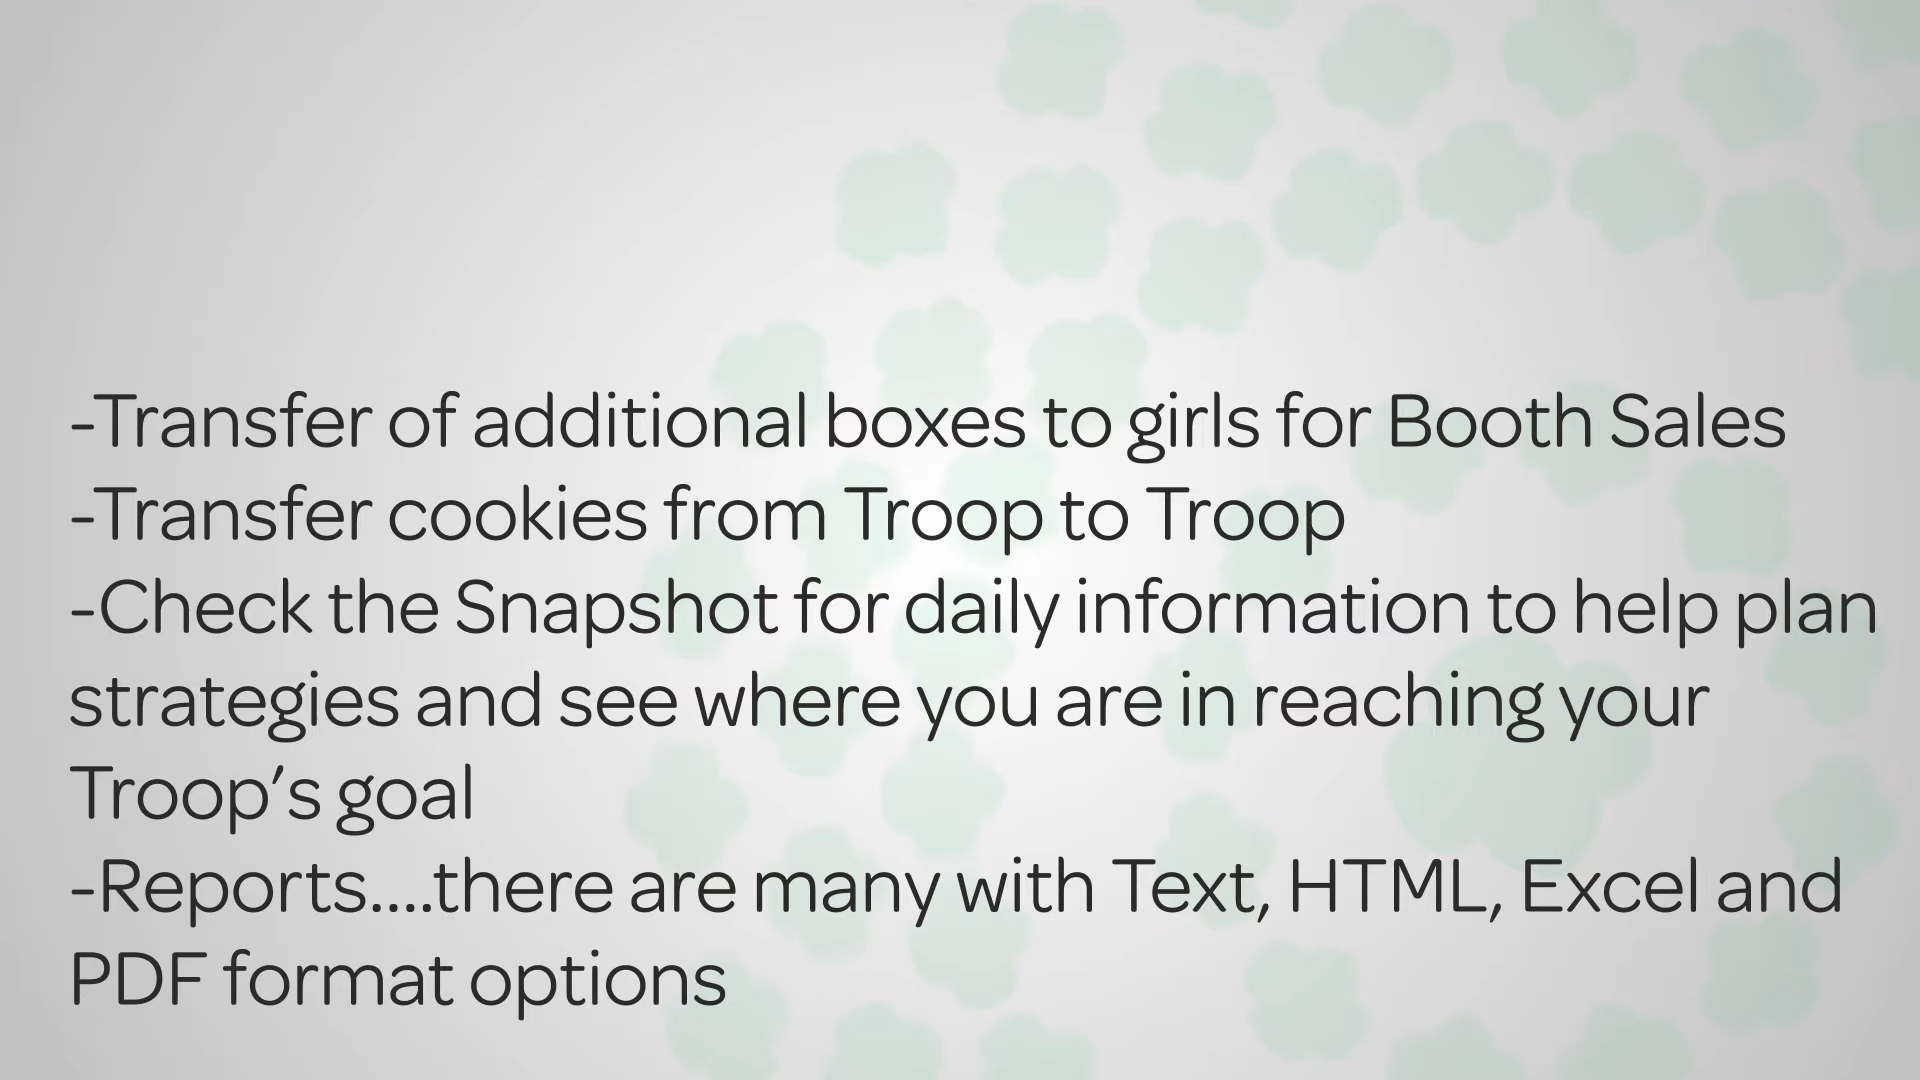 -Transfer of additional boxes to girls for Booth Sales
-Transfer cookies from Troop to Troop
-Check the Snapshot for daily information to help plan
strategies and see where you are in reaching your
Troop's goal
-Reports....there are many with Text, HTML, Excel and
PDF format options